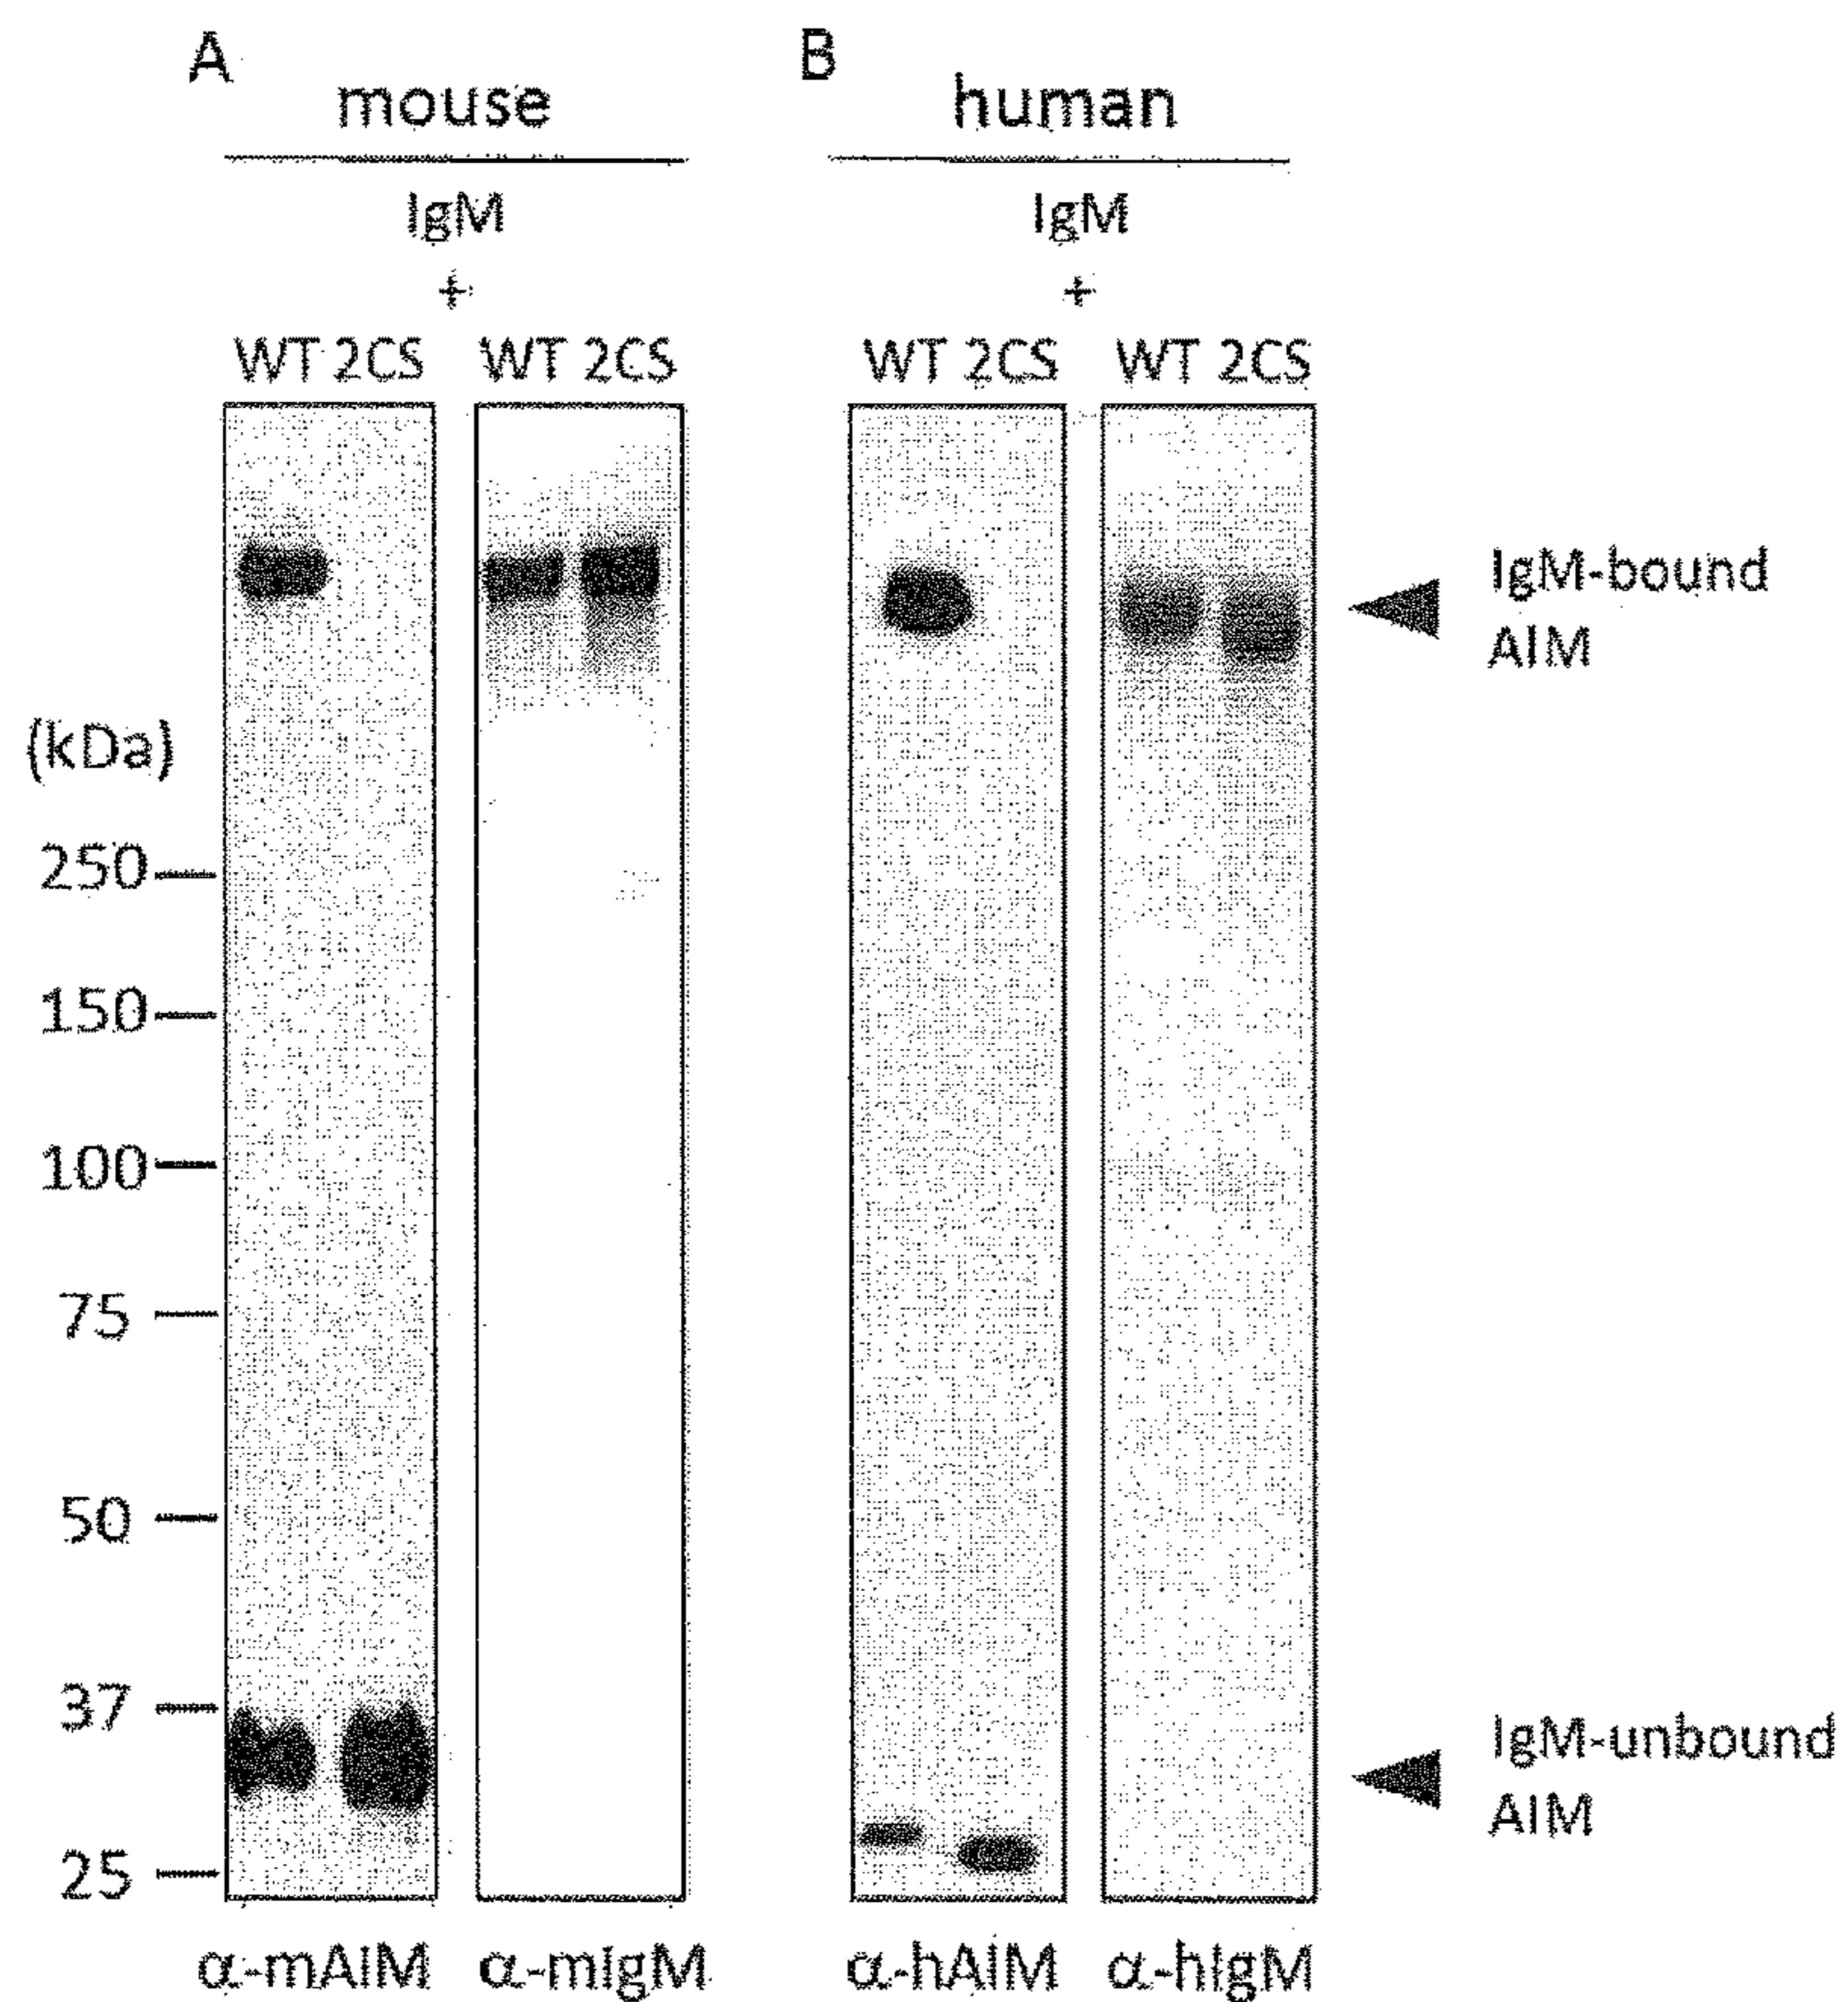 A
mouse
IgM
+
WT 2CS WT 2CS
B
human
IgM
+
WT 2CS WT 2CS
(kDa)
250
150
100
75
50
37
25
IgM-bound
AIM
IgM-unbound
AIM
α-mAIM α-mIgM
α-hAIM α-hIgM